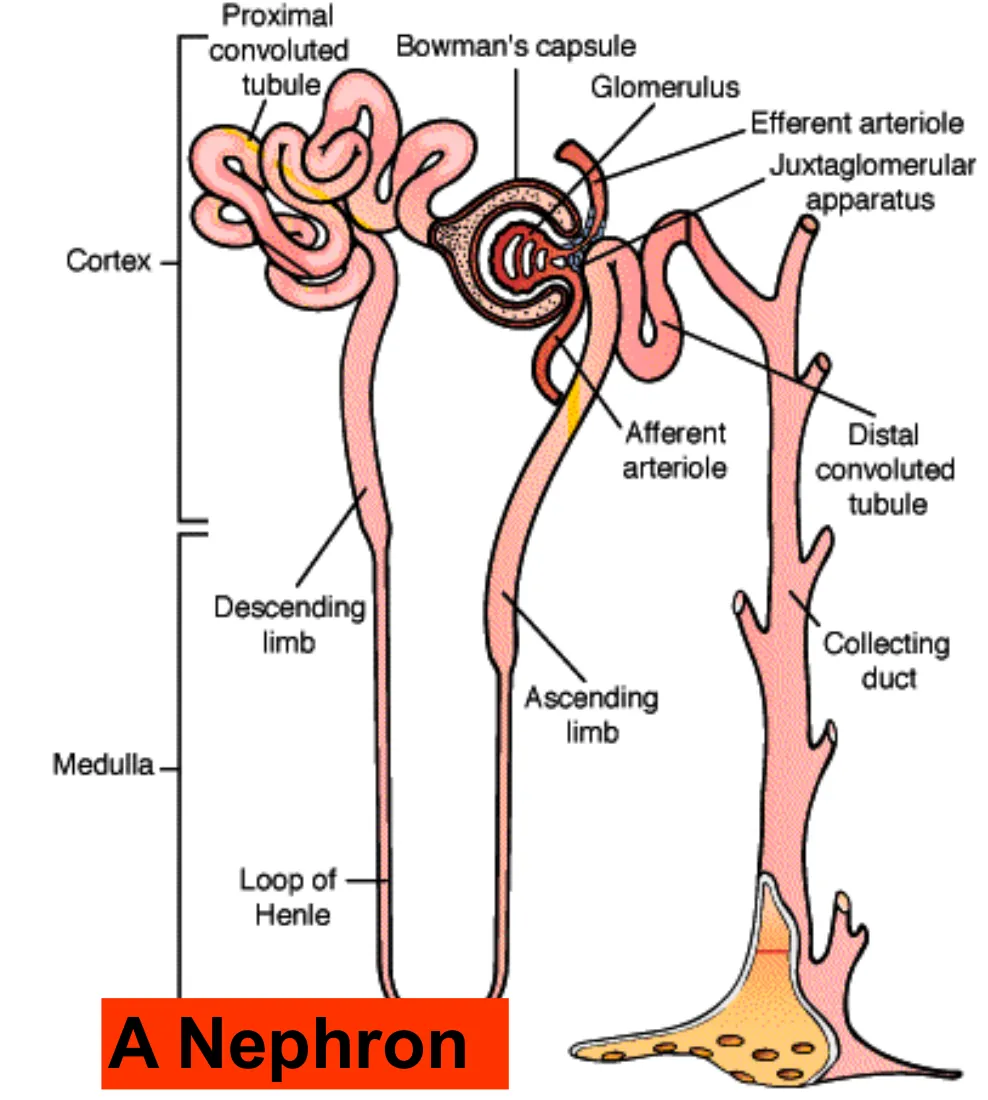 Proximal
convoluted
tubule
Bowman's capsule
Glomerulus
Efferent arteriole
Juxtaglomerular
apparatus
Cortex
Afferent
arteriole
Distal
convoluted
tubule
Descending
limb
Collecting
duct
Ascending
limb
Medulla
Loop of
Henle
A Nephron